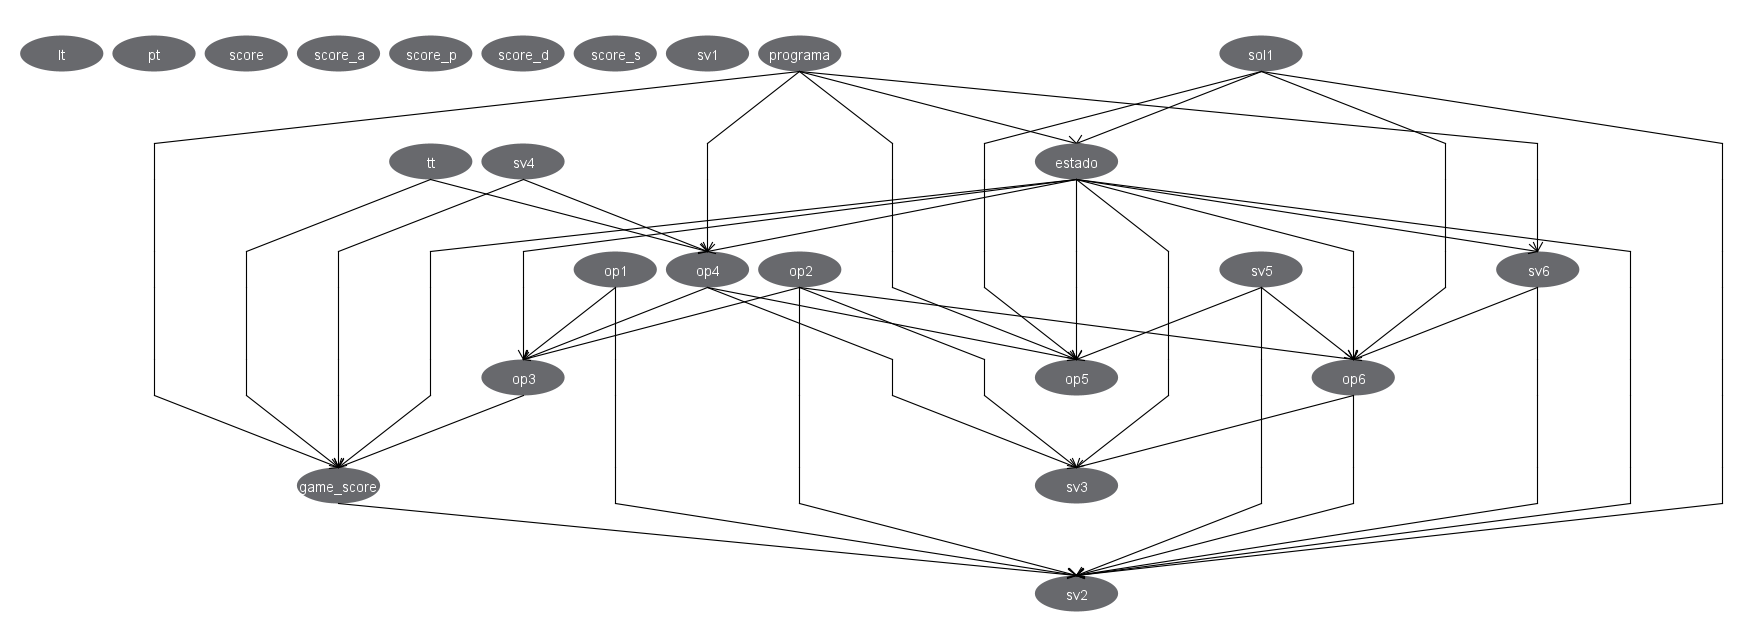 lt
pt
score
score_a
score_p
score_d
score_s
sv1
programa
sol1
tt
sv4
estado
op1
op4
op2
sv5
sv6
op3
op5
op6
game_score
sv3
sv2